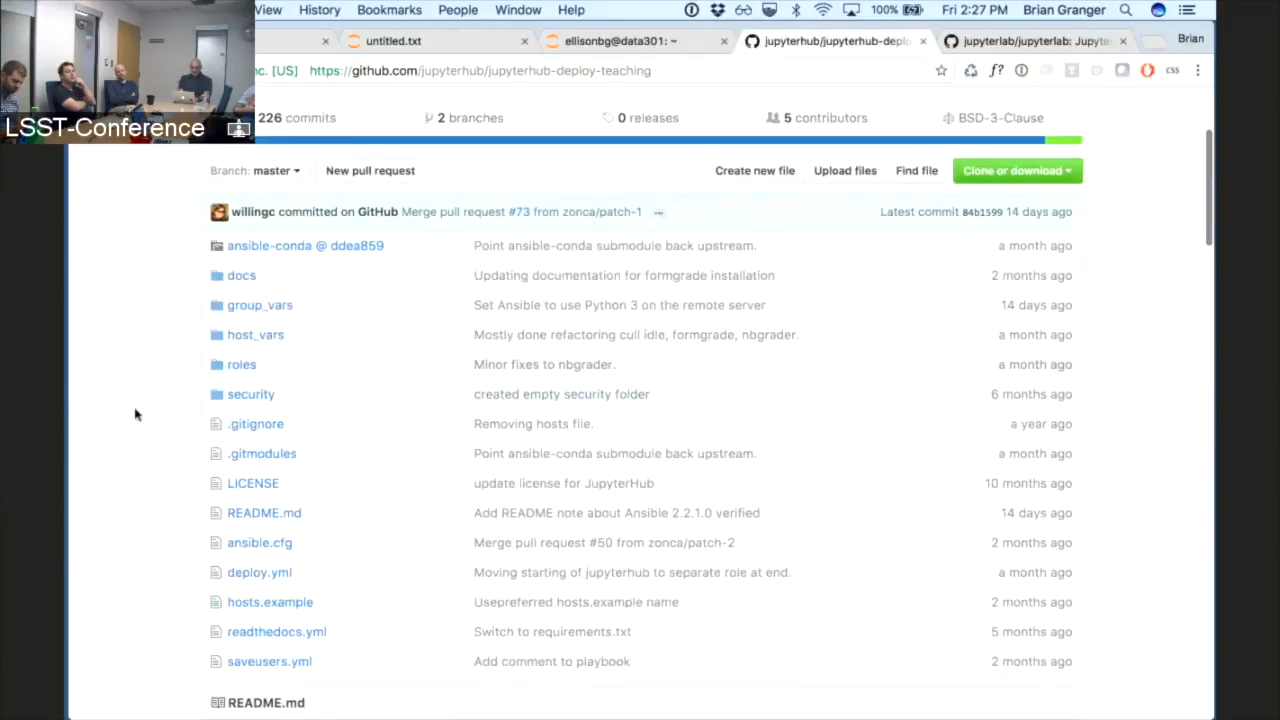 View History Bookmarks People Window Help 100% Fri 2:27 PM Brian Granger
untitled.txt ellisonbg@data301: ~ jupyterhub/jupyterhub-deplo jupyterlab/jupyterlab: Jupyte Brian
nc. [US] https://github.com/jupyterhub/jupyterhub-deploy-teaching f? CSS
LSST-Conference
226 commits 2 branches 0 releases 5 contributors BSD-3-Clause
Branch: master New pull request Create new file Upload files Find file Clone or download
willingc committed on GitHub Merge pull request #73 from zonca/patch-1 ... Latest commit 84b1599 14 days ago
ansible-conda @ ddea859 Point ansible-conda submodule back upstream. a month ago
docs Updating documentation for formgrade installation 2 months ago
group_vars Set Ansible to use Python 3 on the remote server 14 days ago
host_vars Mostly done refactoring cull idle, formgrade, nbgrader. a month ago
roles Minor fixes to nbgrader. a month ago
security created empty security folder 6 months ago
.gitignore Removing hosts file. a year ago
.gitmodules Point ansible-conda submodule back upstream. a month ago
LICENSE update license for JupyterHub 10 months ago
README.md Add README note about Ansible 2.2.1.0 verified 14 days ago
ansible.cfg Merge pull request #50 from zonca/patch-2 2 months ago
deploy.yml Moving starting of jupyterhub to separate role at end. a month ago
hosts.example Usepreferred hosts.example name 2 months ago
readthedocs.yml Switch to requirements.txt 5 months ago
saveusers.yml Add comment to playbook 2 months ago
README.md